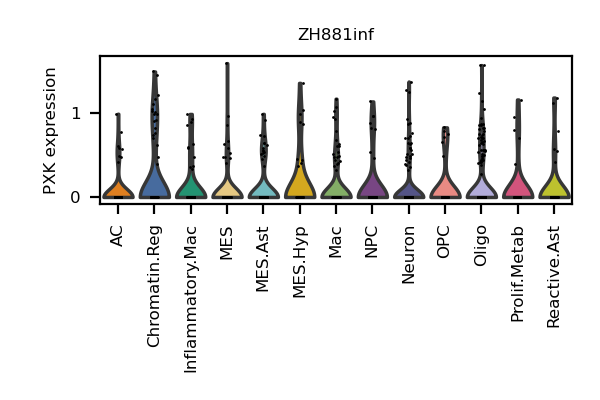 ZH881inf
PXK expression
1
0
AC
Chromatin.Reg
Inflammatory.Mac
MES
MES.Ast
MES.Hyp
Mac
NPC
Neuron
OPC
Oligo
Prolif.Metab
Reactive.Ast